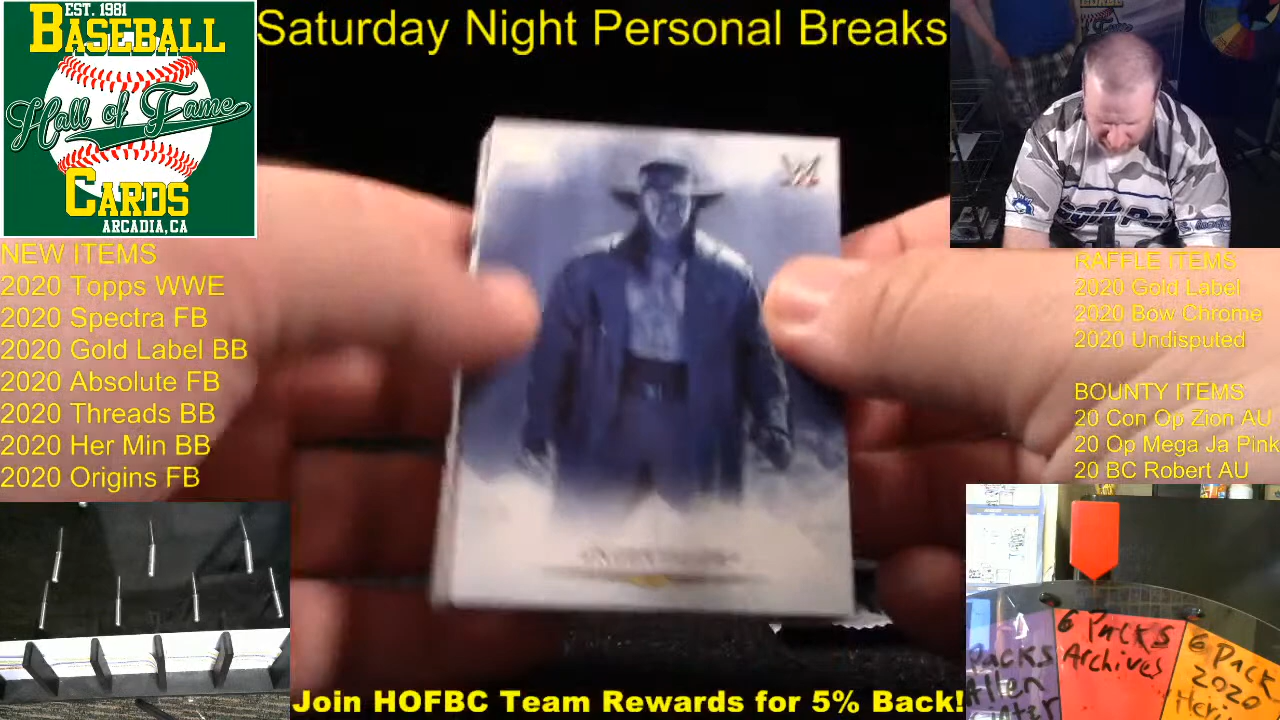 EST. 1981
BASEBALL
Hall of Fame
CARDS
ARCADIA, CA
Saturday Night Personal Breaks
NEW ITEMS
2020 Topps WWE
2020 Spectra FB
2020 Gold Label BB
2020 Absolute FB
2020 Threads BB
2020 Her Min BB
2020 Origins FB
W
RAFFLE ITEMS
2020 Gold Label
2020 Bow Chrome
2020 Undisputed
BOUNTY ITEMS
20 Con Op Zion AU
20 Op Mega Ja Pink
20 BC Robert AU
6 Packs
Archives
6 Pack
2020
Heri
Packs
Allen
Join HOFBC Team Rewards for 5% Back!